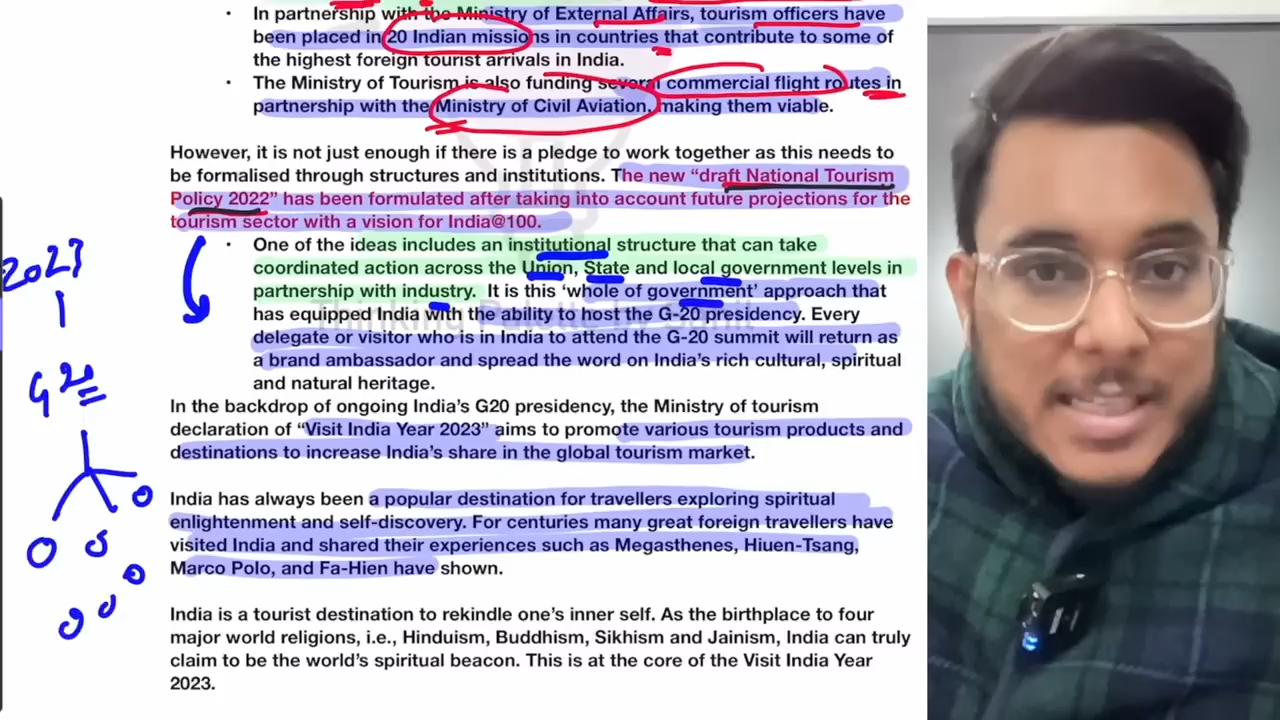 · In partnership with the Ministry of External Affairs, tourism officers have
been placed in 20 Indian missions in countries that contribute to some of
the highest foreign tourist arrivals in India.
· The Ministry of Tourism is also funding several commercial flight routes in
partnership with the Ministry of Civil Aviation, making them viable.
However, it is not just enough if there is a pledge to work together as this needs to
be formalised through structures and institutions. The new “draft National Tourism
Policy 2022” has been formulated after taking into account future projections for the
tourism sector with a vision for India@100.
· One of the ideas includes an institutional structure that can take
coordinated action across the Union, State and local government levels in
partnership with industry. It is this ‘whole of government’ approach that
has equipped India with the ability to host the G-20 presidency. Every
delegate or visitor who is in India to attend the G-20 summit will return as
a brand ambassador and spread the word on India’s rich cultural, spiritual
and natural heritage.
In the backdrop of ongoing India’s G20 presidency, the Ministry of tourism
declaration of “Visit India Year 2023” aims to promote various tourism products and
destinations to increase India’s share in the global tourism market.
India has always been a popular destination for travellers exploring spiritual
enlightenment and self-discovery. For centuries many great foreign travellers have
visited India and shared their experiences such as Megasthenes, Hiuen-Tsang,
Marco Polo, and Fa-Hien have shown.
India is a tourist destination to rekindle one’s inner self. As the birthplace to four
major world religions, i.e., Hinduism, Buddhism, Sikhism and Jainism, India can truly
claim to be the world’s spiritual beacon. This is at the core of the Visit India Year
2023.
2023
G20